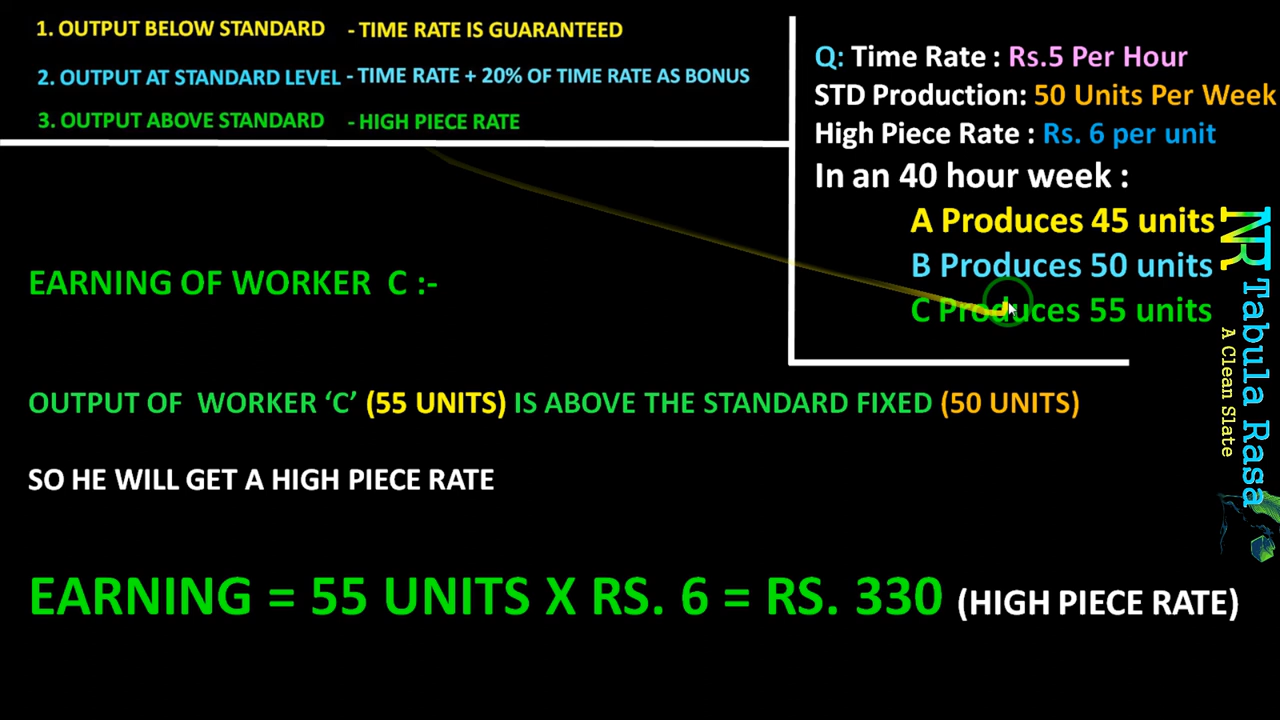 1. OUTPUT BELOW STANDARD - TIME RATE IS GUARANTEED
2. OUTPUT AT STANDARD LEVEL - TIME RATE + 20% OF TIME RATE AS BONUS
3. OUTPUT ABOVE STANDARD - HIGH PIECE RATE
Q: Time Rate : Rs.5 Per Hour
STD Production: 50 Units Per Week
High Piece Rate : Rs. 6 per unit
In an 40 hour week :
A Produces 45 units
B Produces 50 units
C Produces 55 units
EARNING OF WORKER C :-
OUTPUT OF WORKER ‘C’ (55 UNITS) IS ABOVE THE STANDARD FIXED (50 UNITS)
SO HE WILL GET A HIGH PIECE RATE
EARNING = 55 UNITS X RS. 6 = RS. 330 (HIGH PIECE RATE)
NTR
Tabula Rasa
A Clean Slate